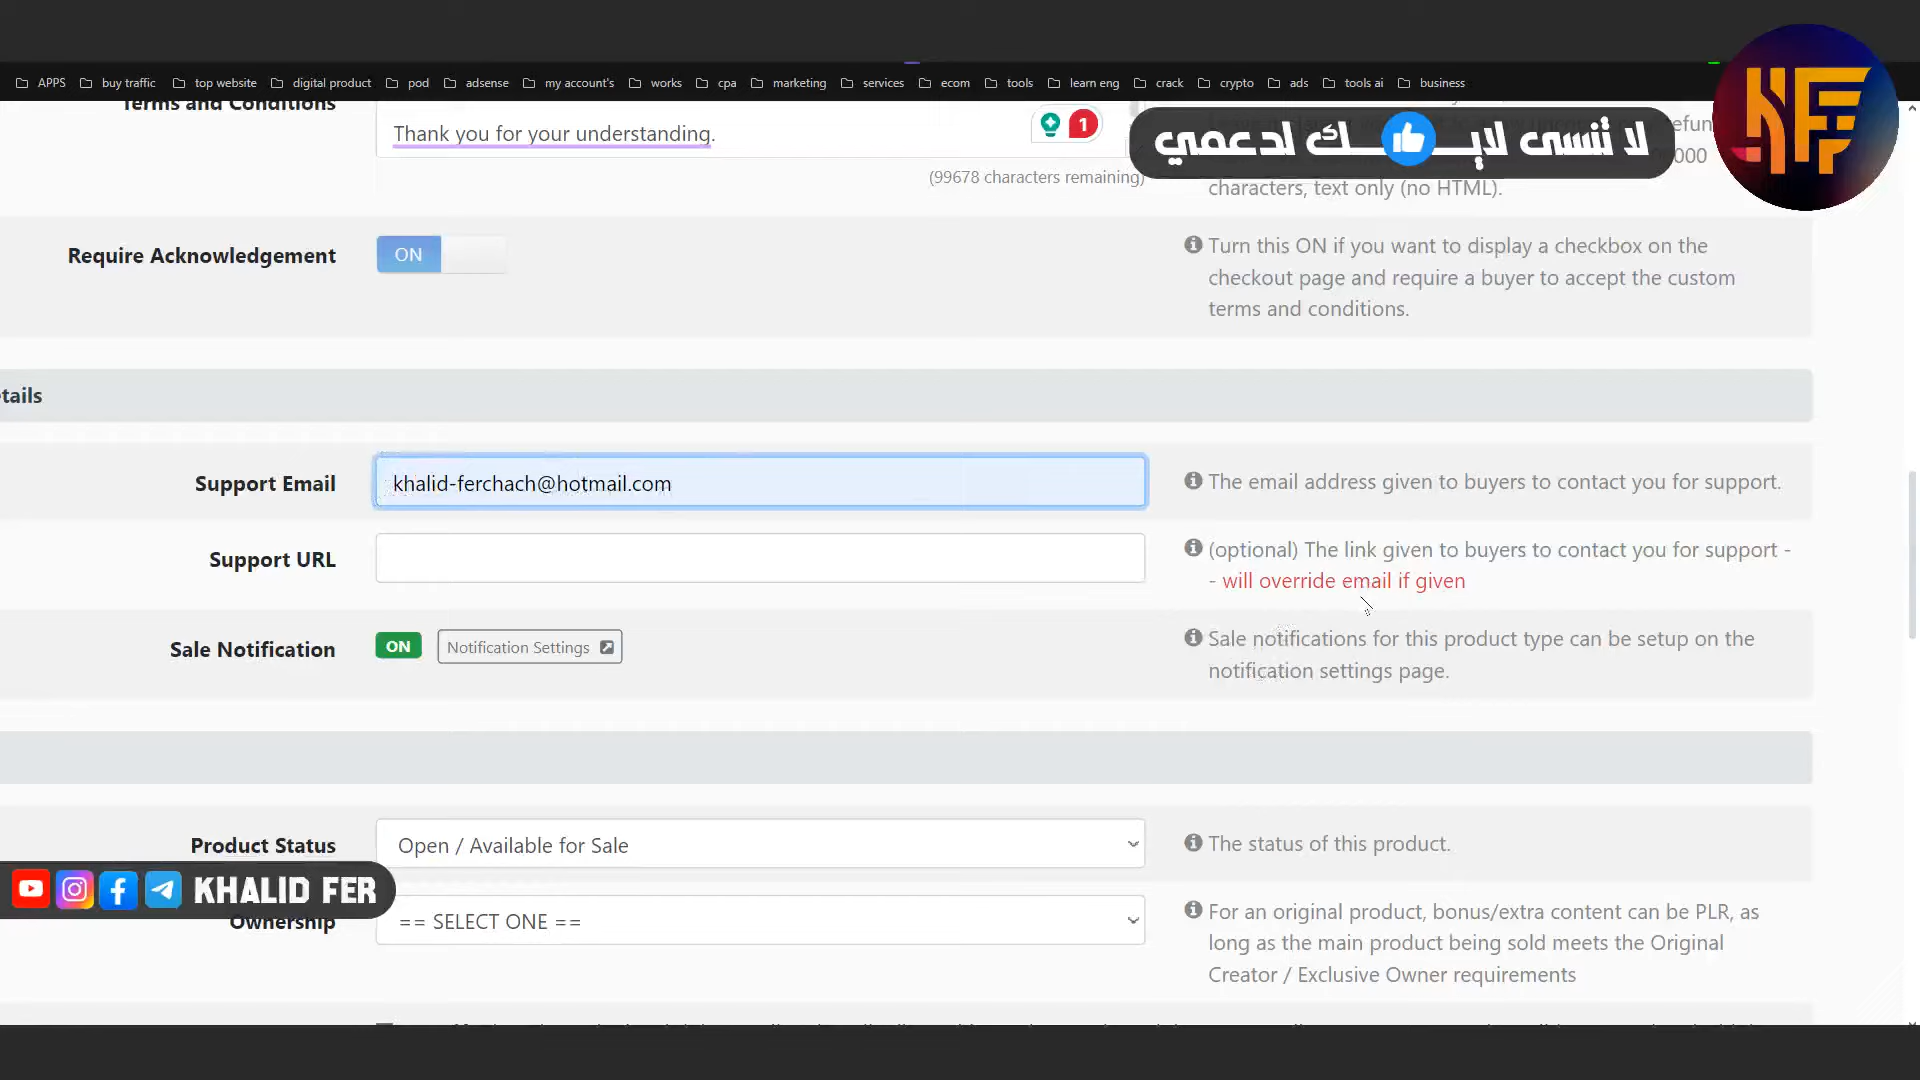 APPS buy traffic top website digital product pod adsense my account's works cpa marketing services ecom tools learn eng crack crypto ads tools ai business
KF
Terms and Conditions
Thank you for your understanding.
1
(99678 characters remaining)
لا تنسى لايـــك لدعمي
characters, text only (no HTML).
Require Acknowledgement
ON
Turn this ON if you want to display a checkbox on the
checkout page and require a buyer to accept the custom
terms and conditions.
etails
Support Email
khalid-ferchach@hotmail.com
The email address given to buyers to contact you for support.
Support URL
(optional) The link given to buyers to contact you for support -
- will override email if given
Sale Notification
ON
Notification Settings
Sale notifications for this product type can be setup on the
notification settings page.
Product Status
Open / Available for Sale
The status of this product.
KHALID FER
Ownership
== SELECT ONE ==
For an original product, bonus/extra content can be PLR, as
long as the main product being sold meets the Original
Creator / Exclusive Owner requirements